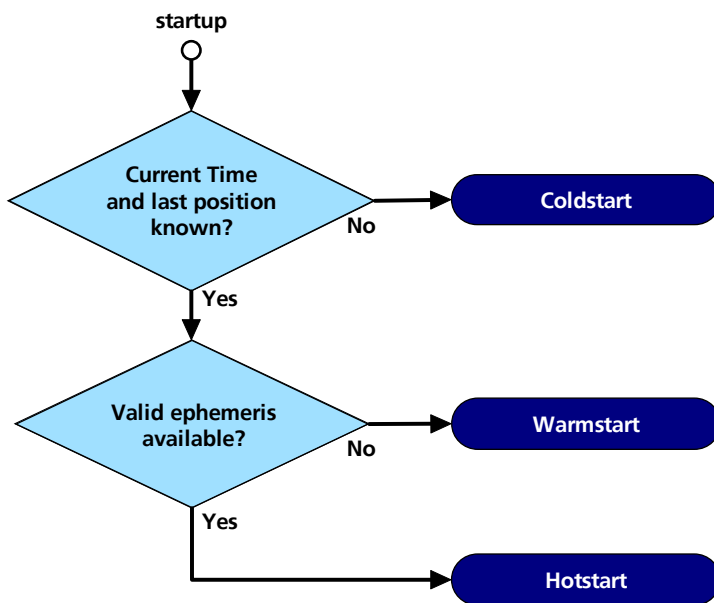 startup
Current Time
and last position
known?
No
Coldstart
Yes
Valid ephemeris
available?
No
Warmstart
Yes
Hotstart